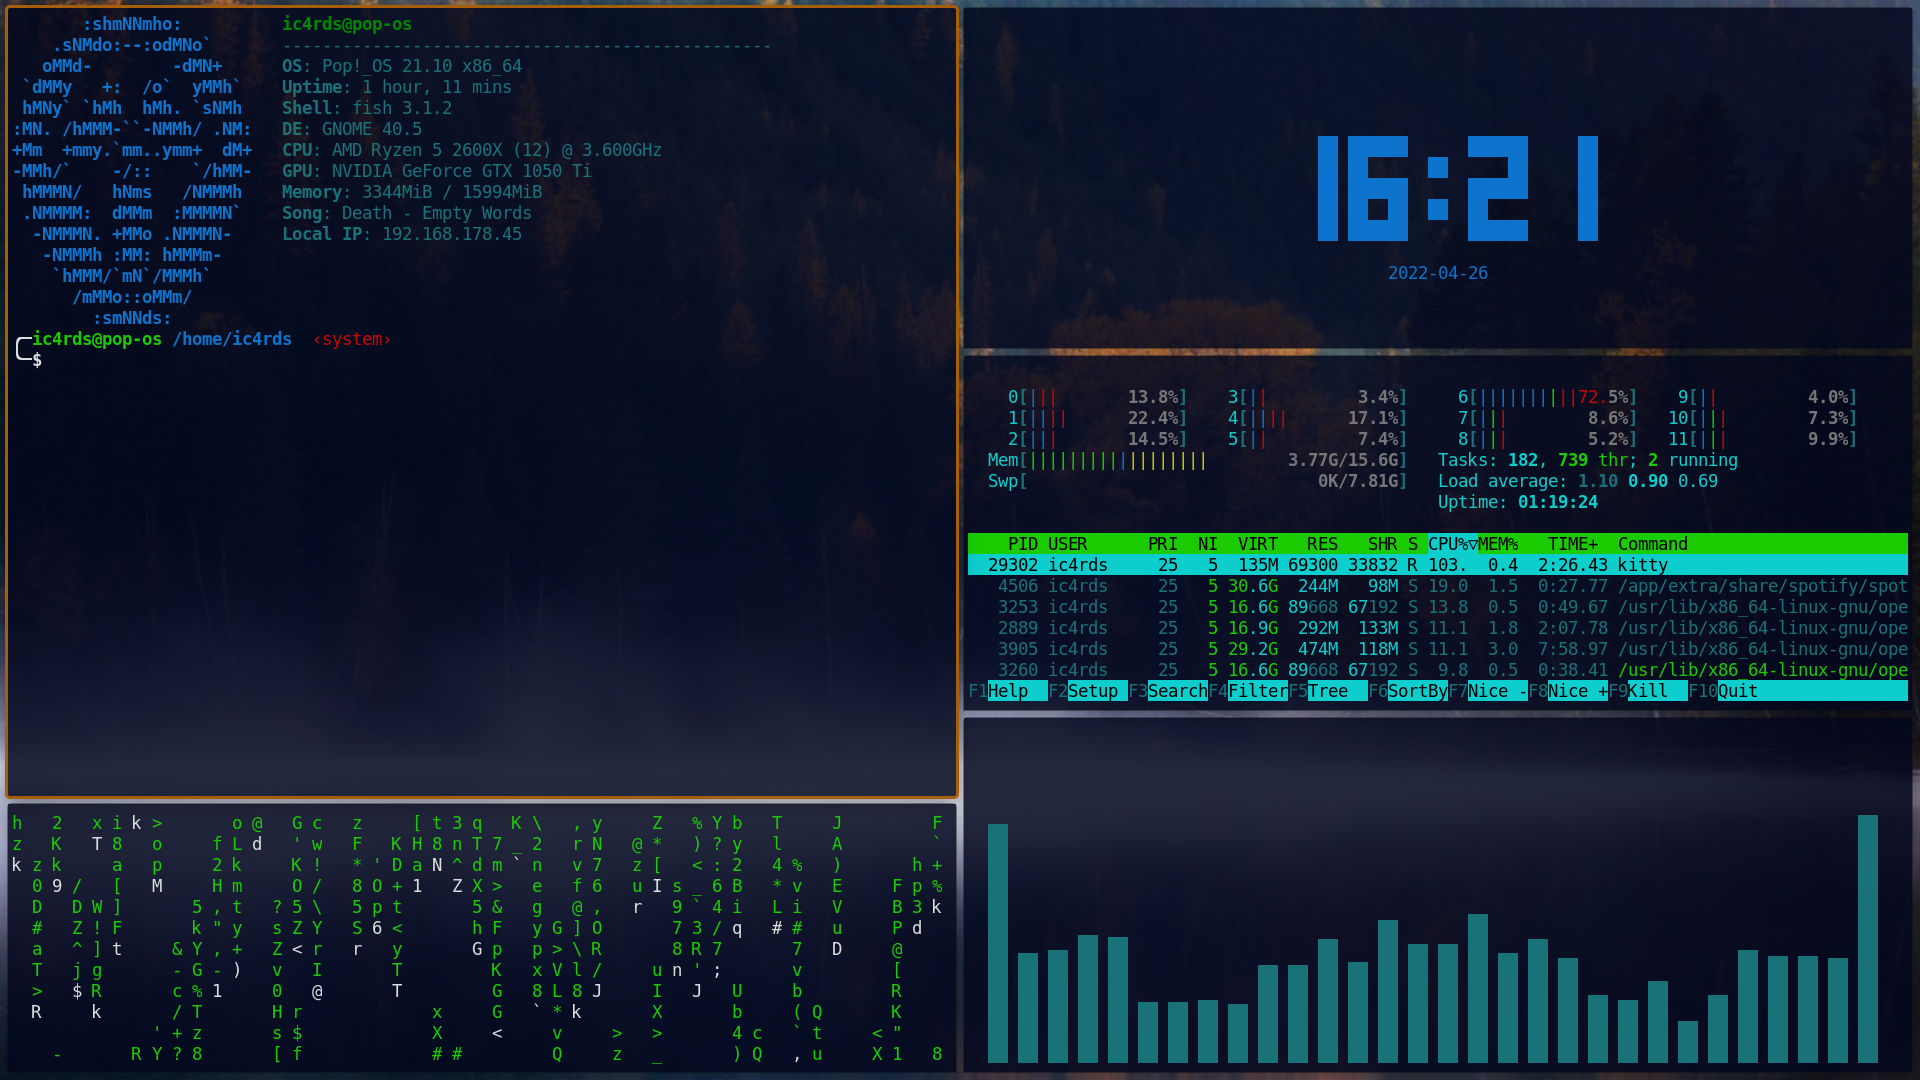 :shmNNmho:
.sNMdo:--:odMNo`
oMMd-        -dMN+
`dMMy   +:  /o`  yMMh`
hMNy` `hMh  hMh. `sNMh
:MN. /hMMM-``-NMMh/ .NM:
+Mm  +mmy.`mm..ymm+  dM+
-MMh/`    -/::    `/hMM-
hMMMN/   hNms   /NMMMh
.NMMMM:  dMMm  :MMMMN`
-NMMMN. +MMo .NMMMN-
-NMMMh :MM: hMMMm-
`hMMM/`mN`/MMMh`
/mMMo::oMMm/
:smNNds:
ic4rds@pop-os
-------------------------------------------------
OS: Pop!_OS 21.10 x86_64
Uptime: 1 hour, 11 mins
Shell: fish 3.1.2
DE: GNOME 40.5
CPU: AMD Ryzen 5 2600X (12) @ 3.600GHz
GPU: NVIDIA GeForce GTX 1050 Ti
Memory: 3344MiB / 15994MiB
Song: Death - Empty Words
Local IP: 192.168.178.45
ic4rds@pop-os /home/ic4rds  ‹system›
$
16:21
2022-04-26
0[|||       13.8%]   3[||         3.4%]     6[||||||||||72.5%]   9[||         4.0%]
1[||||      22.4%]   4[||||      17.1%]     7[|||        8.6%]  10[|||        7.3%]
2[|||       14.5%]   5[||         7.4%]     8[|||        5.2%]  11[|||        9.9%]
Mem[||||||||||||||||||        3.77G/15.6G]   Tasks: 182, 739 thr; 2 running
Swp[                             0K/7.81G]   Load average: 1.10 0.90 0.69
Uptime: 01:19:24
PID USER      PRI  NI  VIRT   RES   SHR S CPU%▽MEM%   TIME+  Command
29302 ic4rds     25   5  135M 69300 33832 R 103.  0.4  2:26.43 kitty
4506 ic4rds     25   5 30.6G  244M   98M S 19.0  1.5  0:27.77 /app/extra/share/spotify/spot
3253 ic4rds     25   5 16.6G 89668 67192 S 13.8  0.5  0:49.67 /usr/lib/x86_64-linux-gnu/ope
2889 ic4rds     25   5 16.9G  292M  133M S 11.1  1.8  2:07.78 /usr/lib/x86_64-linux-gnu/ope
3905 ic4rds     25   5 29.2G  474M  118M S 11.1  3.0  7:58.97 /usr/lib/x86_64-linux-gnu/ope
3260 ic4rds     25   5 16.6G 89668 67192 S  9.8  0.5  0:38.41 /usr/lib/x86_64-linux-gnu/ope
F1Help  F2Setup F3SearchF4FilterF5Tree  F6SortByF7Nice -F8Nice +F9Kill  F10Quit
h 2 x i k > o @ G c z [ t 3 q K \ , y Z % Y b T J F
z K T 8 o f L d ' w F K H 8 n T 7 _ 2 r N @ * ) ? y l A `
k z k a p 2 k K ! * ' D a N ^ d m ` n v 7 z [ < : 2 4 % ) h +
0 9 / [ M H m O / 8 O + 1 Z X > e f 6 u I s _ 6 B * v E F p %
D D W ] 5 , t ? 5 \ 5 p t 5 & g @ , r 9 ` 4 i L i V B 3 k
# Z ! F k " y s Z Y S 6 < h F y G ] O 7 3 / q # # u P d
a ^ ] t & Y , + Z < r r y G p p > \ R 8 R 7 7 D @
T j g - G - ) v I T K x V l / u n ' ; v [
> $ R c % 1 0 @ T G 8 L 8 J I J U b R
R k / T H r x G ` * k X b ( Q K
' + z s $ X < v > > 4 c ` t < "
- R Y ? 8 [ f # # Q z _ ) Q , u X 1 8